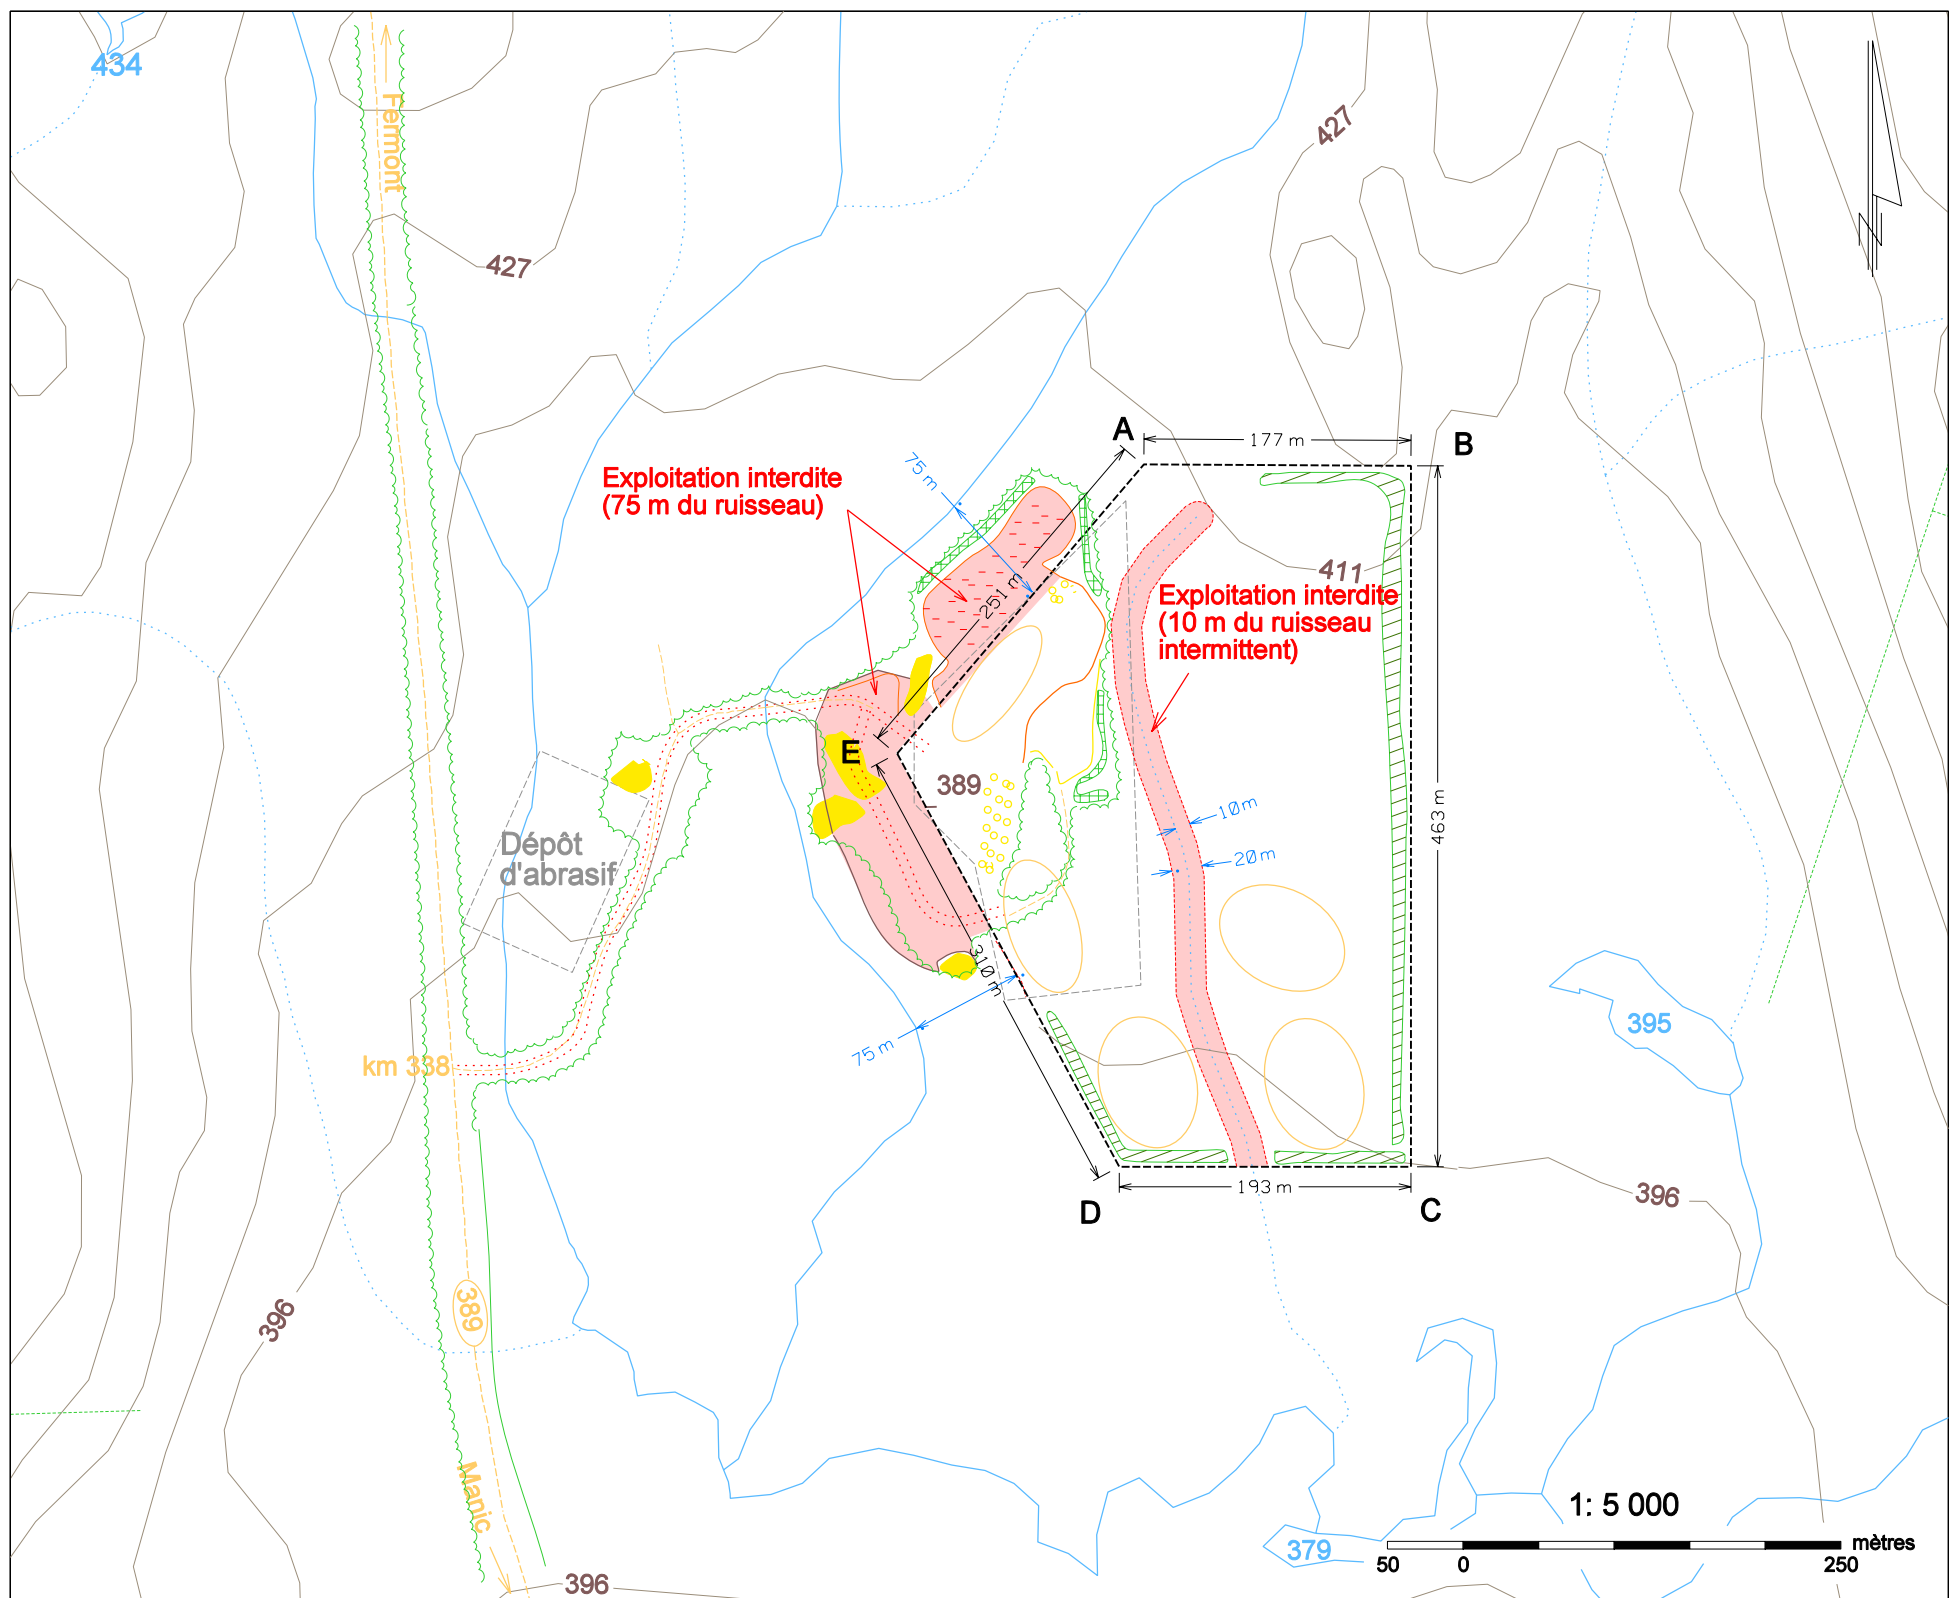 434
Fermont
427
427
A
177 m
B
75 m
Exploitation interdite
(75 m du ruisseau)
251 m
411
Exploitation interdite
(10 m du ruisseau
intermittent)
E
389
10m
463 m
20m
Dépôt
d'abrasif
310 m
75 m
km 338
395
193 m
D
C
396
396
389
Manic
1: 5 000
mètres
379
50
0
250
396
N